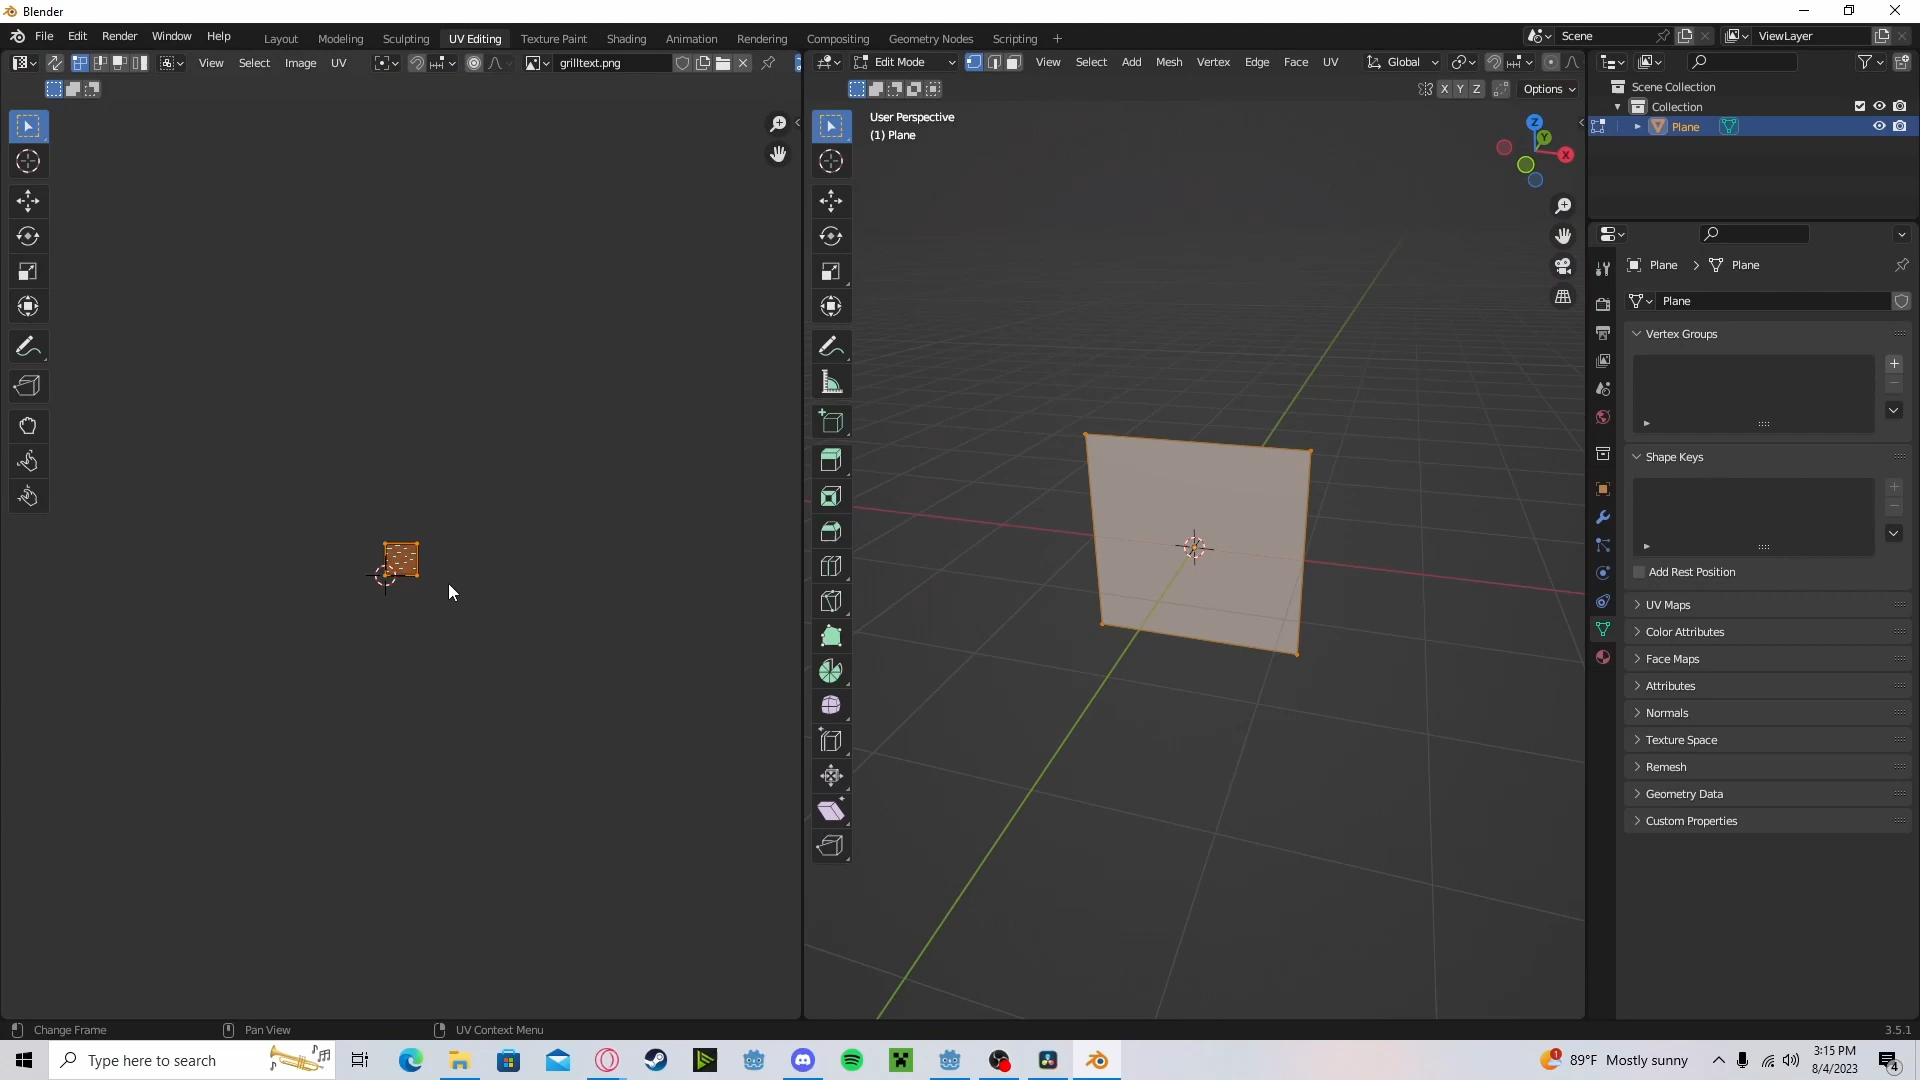 Blender
File Edit Render Window Help
Layout Modeling Sculpting UV Editing Texture Paint Shading Animation Rendering Compositing Geometry Nodes Scripting
Scene
ViewLayer
View Select Image UV
grilltext.png
Edit Mode
View Select Add Mesh Vertex Edge Face UV
Global
X Y Z
Options
User Perspective
(1) Plane
Z
Y
X
Scene Collection
Collection
Plane
Plane > Plane
Plane
Vertex Groups
Shape Keys
Add Rest Position
UV Maps
Color Attributes
Face Maps
Attributes
Normals
Texture Space
Remesh
Geometry Data
Custom Properties
Change Frame
Pan View
UV Context Menu
3.5.1
Type here to search
1
89°F Mostly sunny
3:15 PM
8/4/2023
4